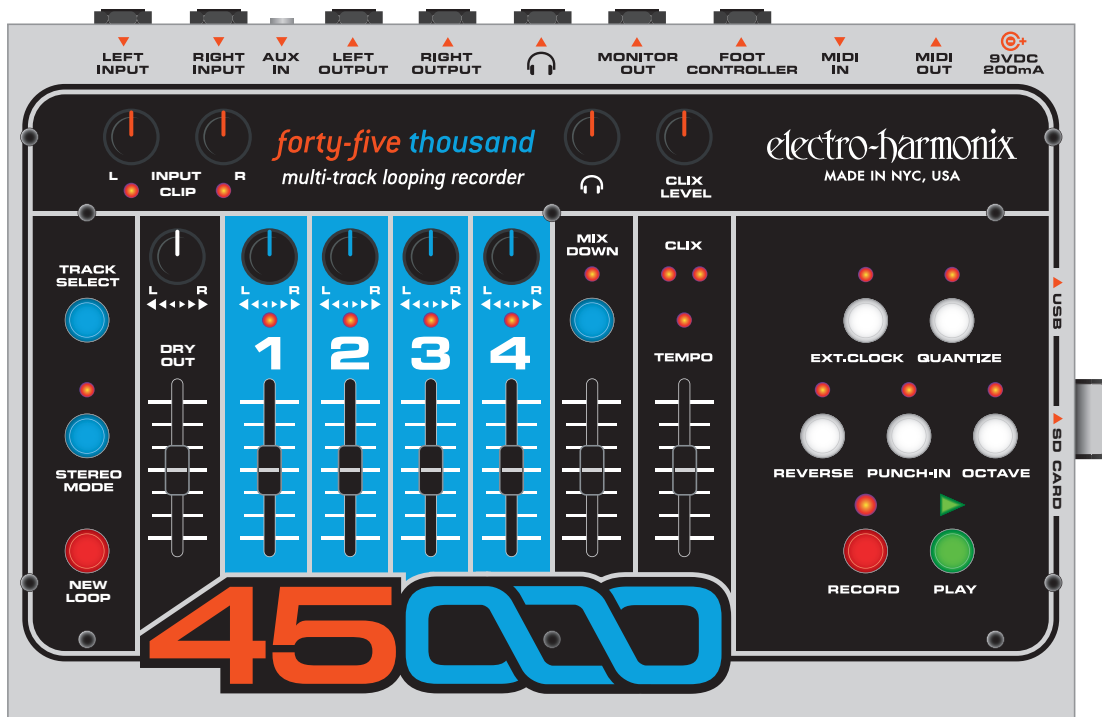 LEFT
INPUT
RIGHT
INPUT
AUX
IN
LEFT
OUTPUT
RIGHT
OUTPUT
MONITOR
OUT
FOOT
CONTROLLER
MIDI
IN
MIDI
OUT
9VDC
200mA
forty-five thousand
multi-track looping recorder
electro-harmonix
MADE IN NYC, USA
L INPUT R
CLIP
CLIX
LEVEL
TRACK
SELECT
STEREO
MODE
NEW
LOOP
L R
DRY
OUT
L R
1
L R
2
L R
3
L R
4
MIX
DOWN
CLIX
TEMPO
EXT.CLOCK QUANTIZE
REVERSE PUNCH-IN OCTAVE
RECORD PLAY
USB
SD CARD
45000